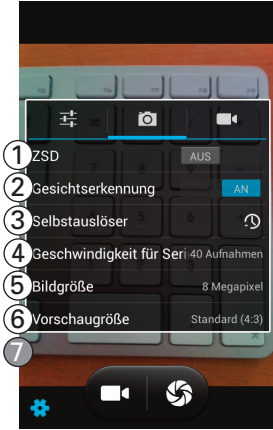 1 ZSD AUS
2 Gesichtserkennung AN
3 Selbstauslöser
4 Geschwindigkeit für Seri 40 Aufnahmen
5 Bildgröße 8 Megapixel
6 Vorschaugröße Standard (4:3)
7